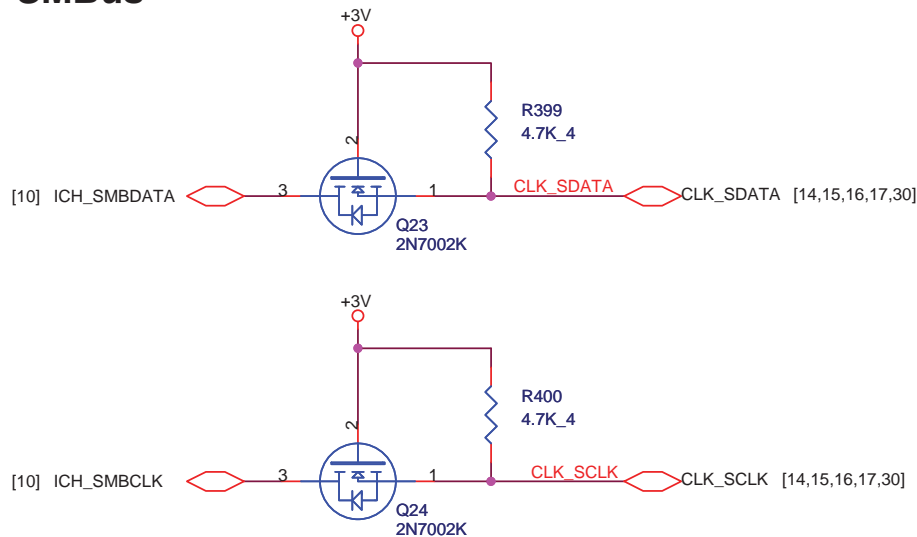 SMBus
+3V
R399
4.7K_4
2
[10] ICH_SMBDATA 3 1 CLK_SDATA CLK_SDATA [14,15,16,17,30]
Q23
2N7002K
+3V
R400
4.7K_4
2
[10] ICH_SMBCLK 3 1 CLK_SCLK CLK_SCLK [14,15,16,17,30]
Q24
2N7002K